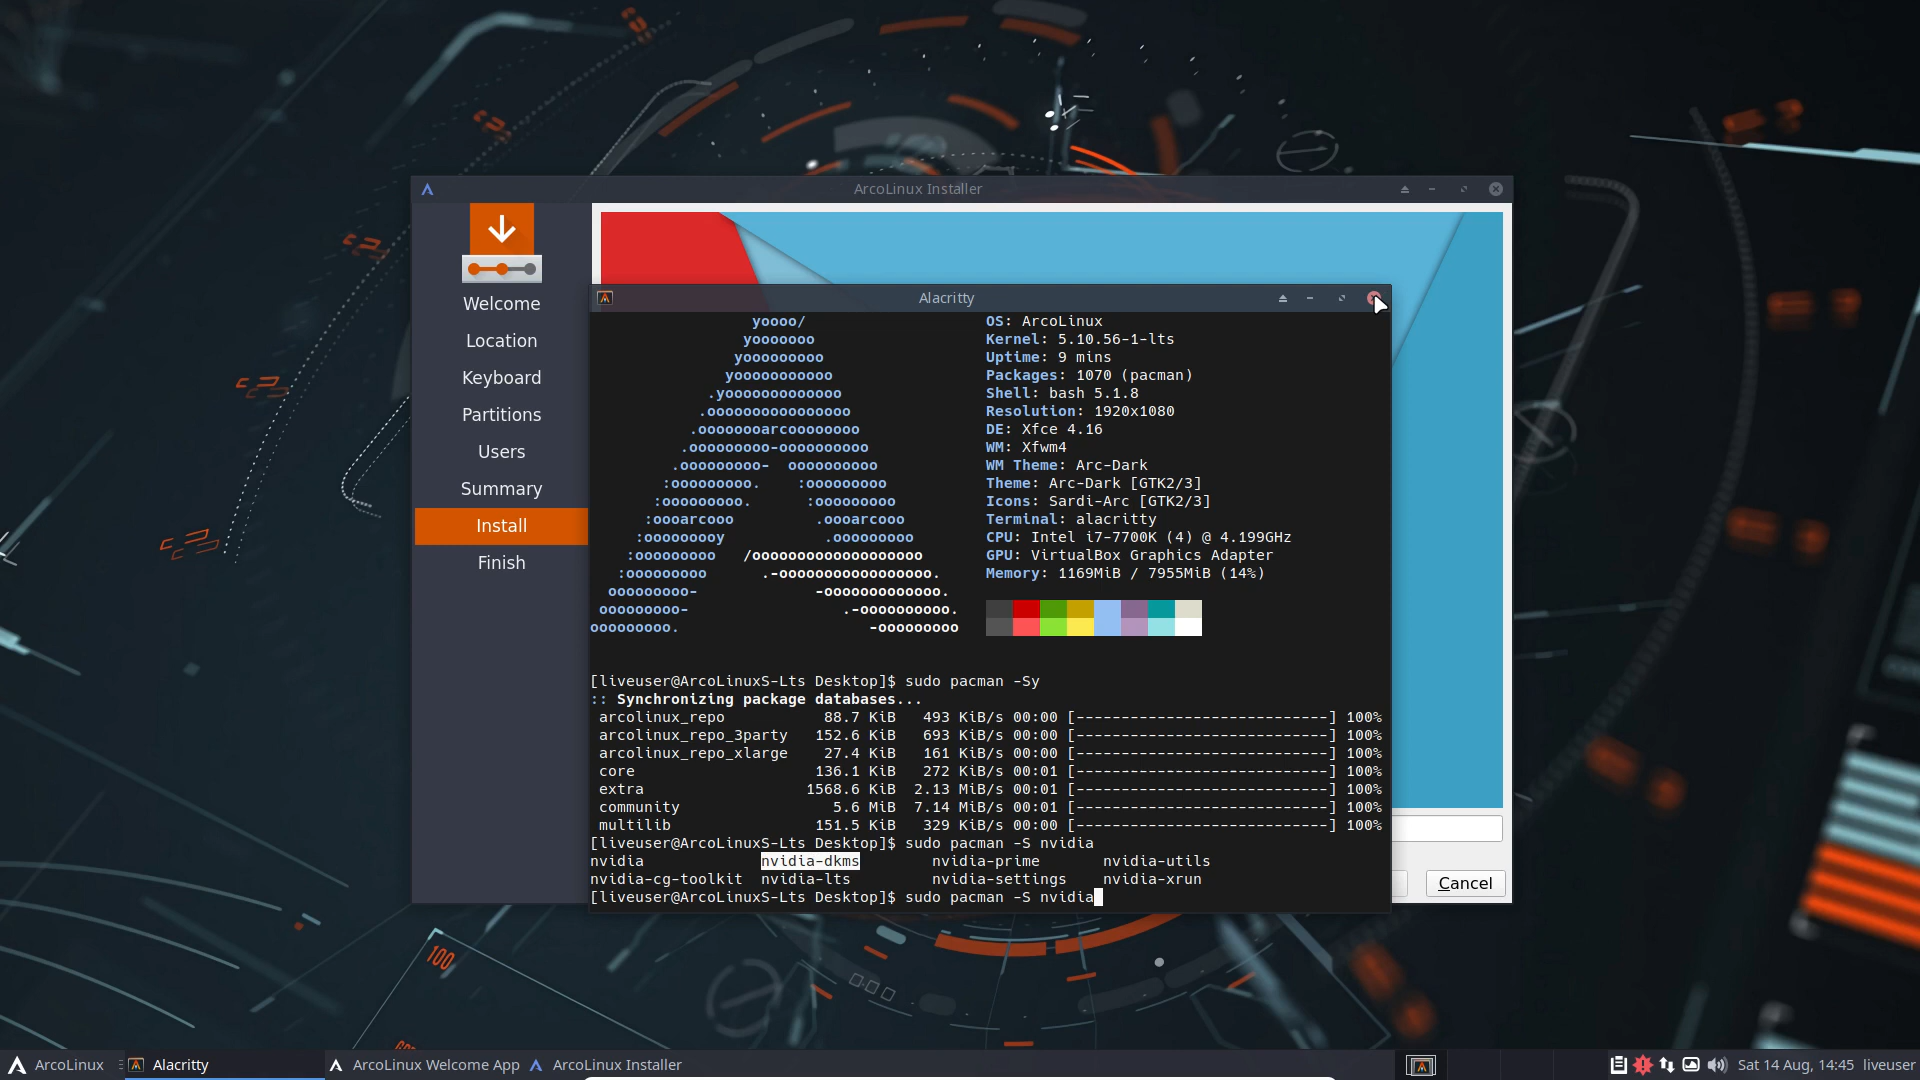 ArcoLinux Installer
Welcome
Location
Keyboard
Partitions
Users
Summary
Install
Finish
Cancel
Alacritty
yoooo/
yooooooo
yooooooooo
yooooooooooo
.yooooooooooooo
.oooooooooooooooo
.oooooooarcoooooooo
.ooooooooo-oooooooooo
.ooooooooo-  oooooooooo
:ooooooooo.    :ooooooooo
:ooooooooo.      :ooooooooo
:oooarcooo         .oooarcooo
:ooooooooy           .ooooooooo
:ooooooooo   /ooooooooooooooooooo
:ooooooooo      .-ooooooooooooooooo.
ooooooooo-             -ooooooooooooo.
ooooooooo-                 .-oooooooooo.
ooooooooo.                     -ooooooooo
OS: ArcoLinux
Kernel: 5.10.56-1-lts
Uptime: 9 mins
Packages: 1070 (pacman)
Shell: bash 5.1.8
Resolution: 1920x1080
DE: Xfce 4.16
WM: Xfwm4
WM Theme: Arc-Dark
Theme: Arc-Dark [GTK2/3]
Icons: Sardi-Arc [GTK2/3]
Terminal: alacritty
CPU: Intel i7-7700K (4) @ 4.199GHz
GPU: VirtualBox Graphics Adapter
Memory: 1169MiB / 7955MiB (14%)
[liveuser@ArcoLinuxS-Lts Desktop]$ sudo pacman -Sy
:: Synchronizing package databases...
arcolinux_repo 88.7 KiB 493 KiB/s 00:00 [----------------------------] 100%
arcolinux_repo_3party 152.6 KiB 693 KiB/s 00:00 [----------------------------] 100%
arcolinux_repo_xlarge 27.4 KiB 161 KiB/s 00:00 [----------------------------] 100%
core 136.1 KiB 272 KiB/s 00:01 [----------------------------] 100%
extra 1568.6 KiB 2.13 MiB/s 00:01 [----------------------------] 100%
community 5.6 MiB 7.14 MiB/s 00:01 [----------------------------] 100%
multilib 151.5 KiB 329 KiB/s 00:00 [----------------------------] 100%
[liveuser@ArcoLinuxS-Lts Desktop]$ sudo pacman -S nvidia
nvidia nvidia-dkms nvidia-prime nvidia-utils
nvidia-cg-toolkit nvidia-lts nvidia-settings nvidia-xrun
[liveuser@ArcoLinuxS-Lts Desktop]$ sudo pacman -S nvidia
100
ArcoLinux
Alacritty
ArcoLinux Welcome App
ArcoLinux Installer
Sat 14 Aug, 14:45
liveuser